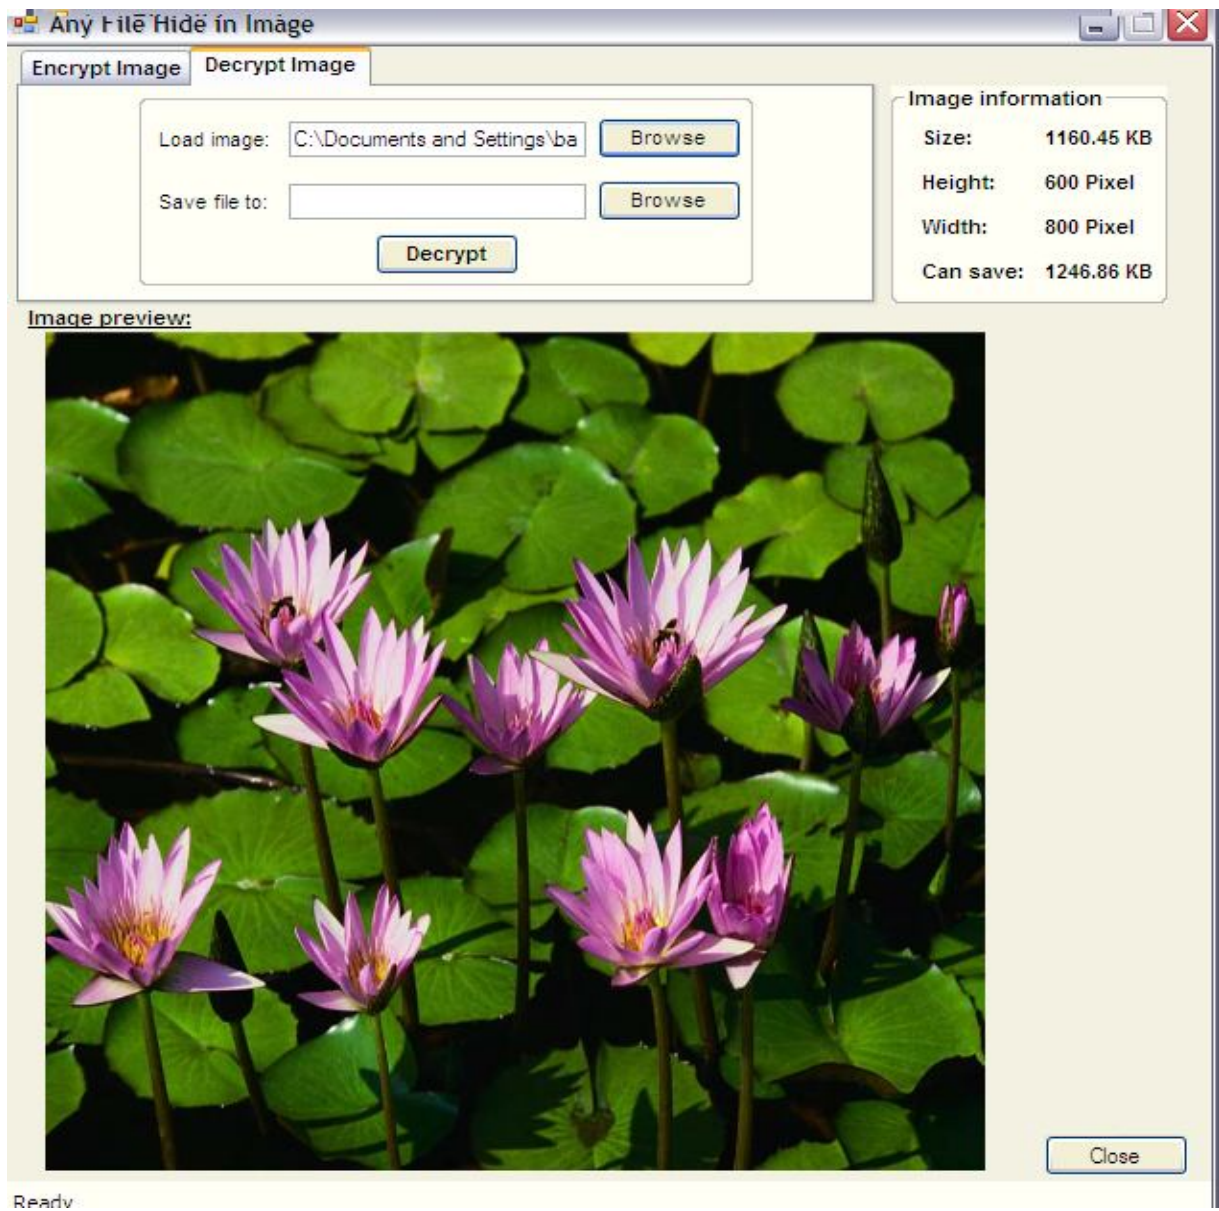 Any File Hide in Image
Encrypt Image Decrypt Image
Load image: C:\Documents and Settings\ba Browse
Save file to: Browse
Decrypt
Image information
Size: 1160.45 KB
Height: 600 Pixel
Width: 800 Pixel
Can save: 1246.86 KB
Image preview:
Close
Ready